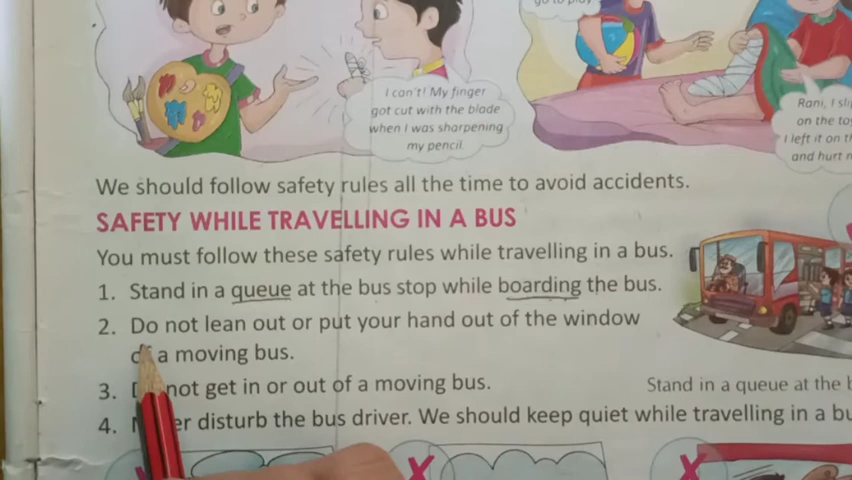 go to play
I can't! My finger
got cut with the blade
when I was sharpening
my pencil.
Rani, I
on the
I left it on
and hurt
We should follow safety rules all the time to avoid accidents.
SAFETY WHILE TRAVELLING IN A BUS
You must follow these safety rules while travelling in a bus.
1. Stand in a queue at the bus stop while boarding the bus.
2. Do not lean out or put your hand out of the window
a moving bus.
3. not get in or out of a moving bus.
Stand in a queue at the
4. disturb the bus driver. We should keep quiet while travelling in a